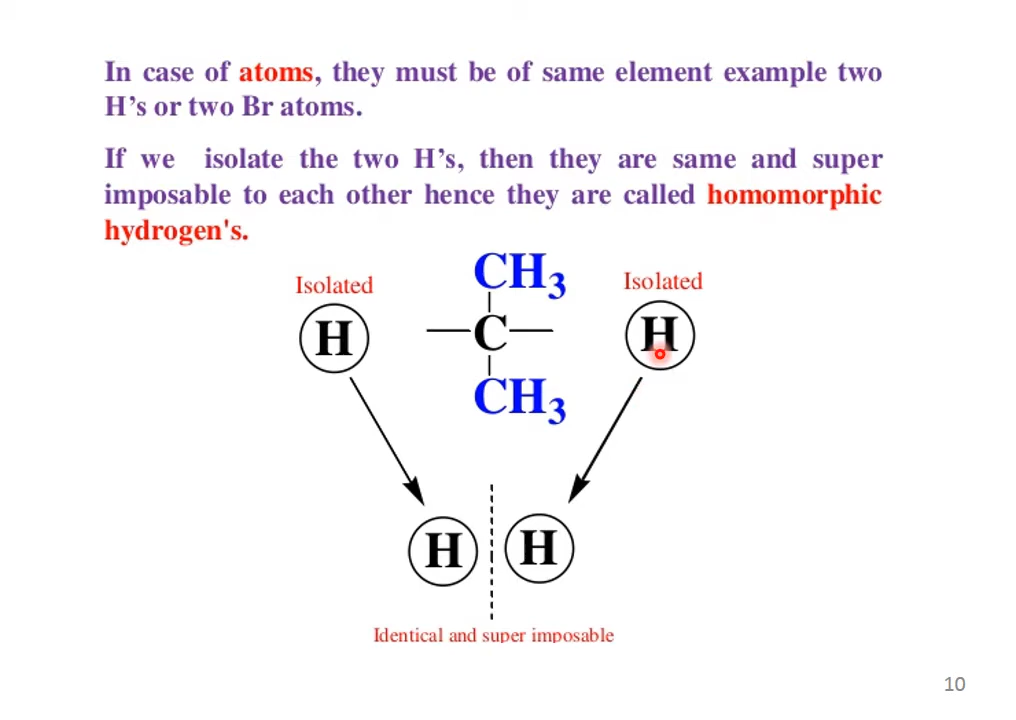 In case of atoms, they must be of same element example two
H’s or two Br atoms.
If we isolate the two H’s, then they are same and super
imposable to each other hence they are called homomorphic
hydrogen's.
CH3
Isolated
Isolated
H
C
H
CH3
H
H
Identical and super imposable
10